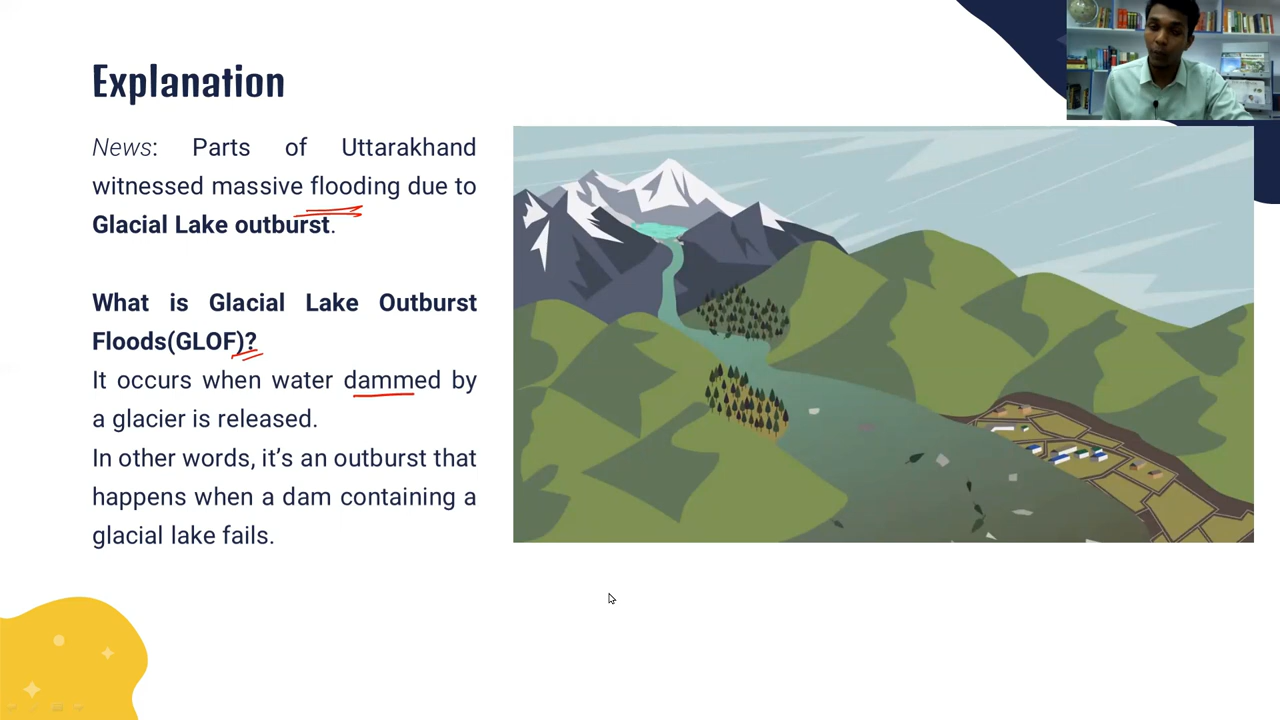 Explanation
News: Parts of Uttarakhand
witnessed massive flooding due to
Glacial Lake outburst.
What is Glacial Lake Outburst
Floods(GLOF)?
It occurs when water dammed by
a glacier is released.
In other words, it's an outburst that
happens when a dam containing a
glacial lake fails.